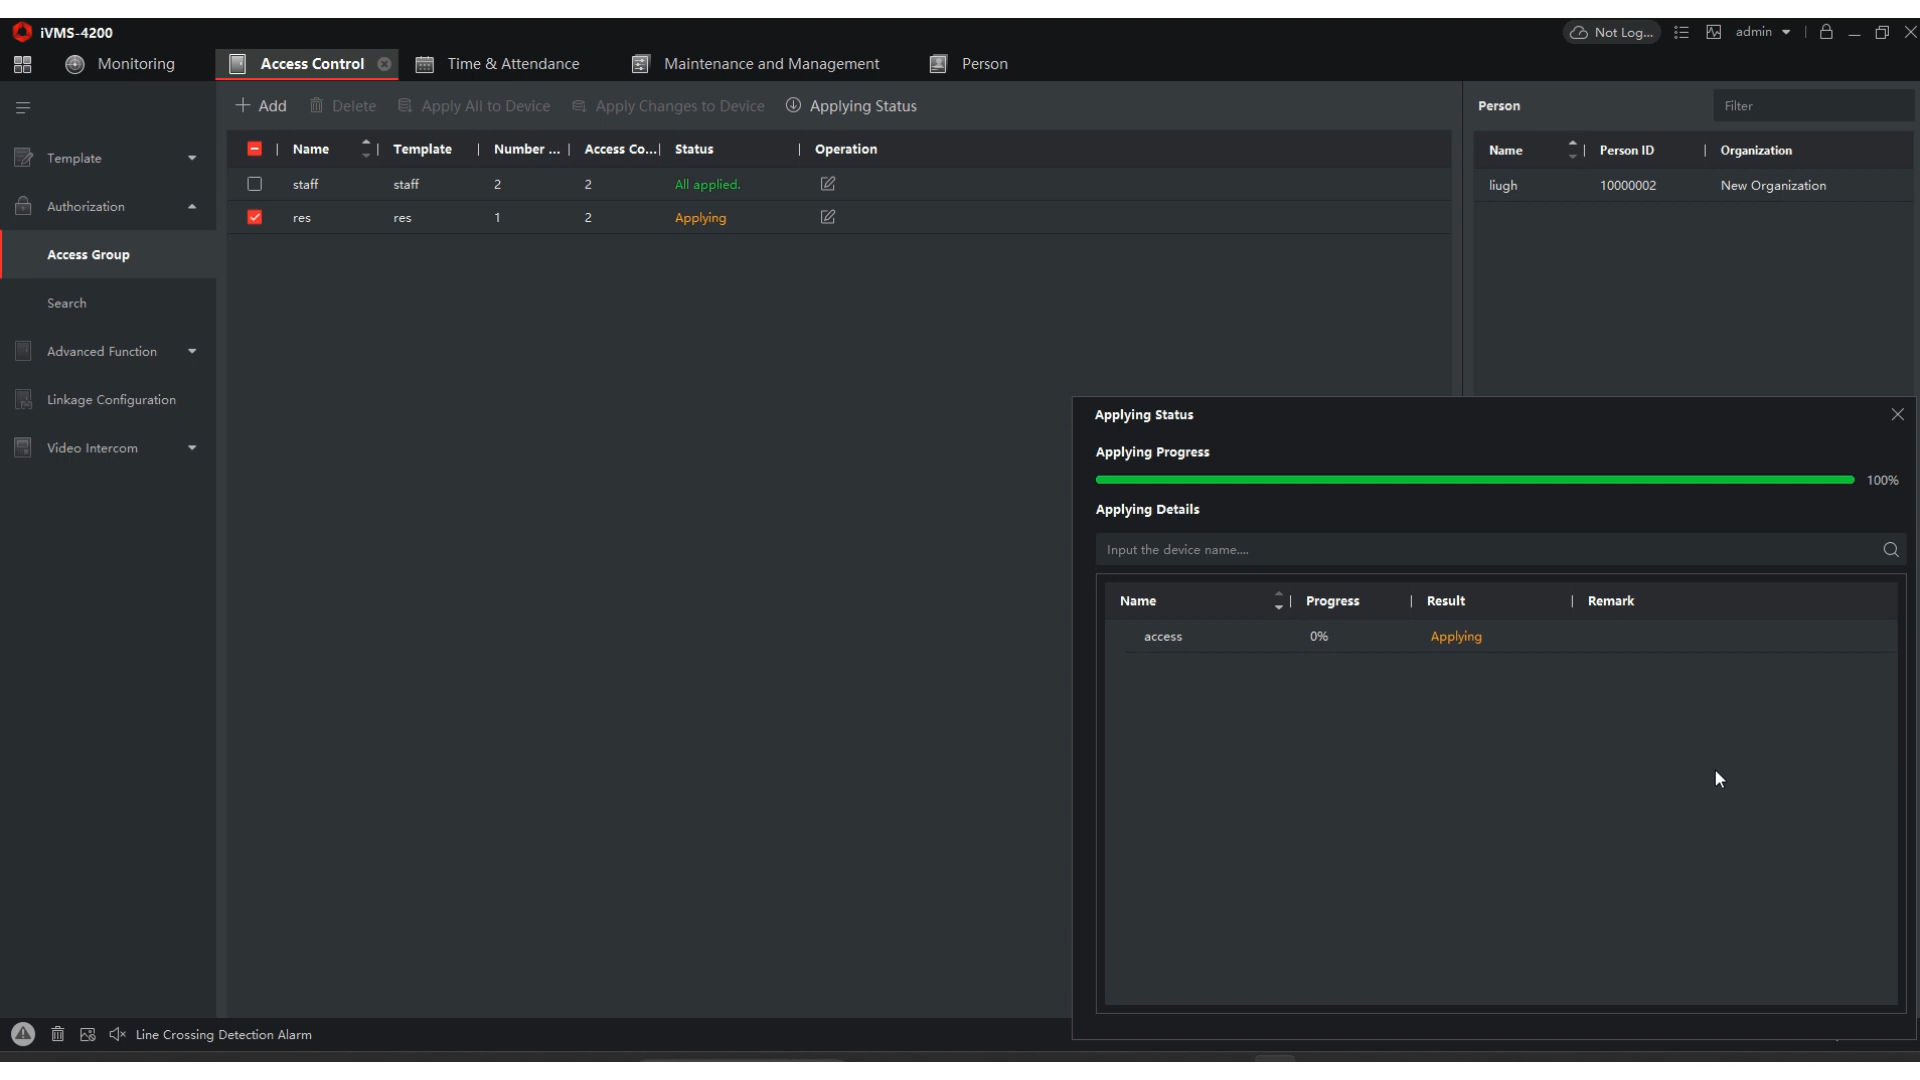 iVMS-4200
Not Log...
admin
Monitoring
Access Control
Time & Attendance
Maintenance and Management
Person
Add
Delete
Apply All to Device
Apply Changes to Device
Applying Status
Person
Filter
Template
Authorization
Access Group
Search
Advanced Function
Linkage Configuration
Video Intercom
Name Template Number ... Access Co... Status Operation
staff staff 2 2 All applied.
res res 1 2 Applying
Name Person ID Organization
liugh 10000002 New Organization
Applying Status
Applying Progress
100%
Applying Details
Input the device name....
Name Progress Result Remark
access 0% Applying
Line Crossing Detection Alarm